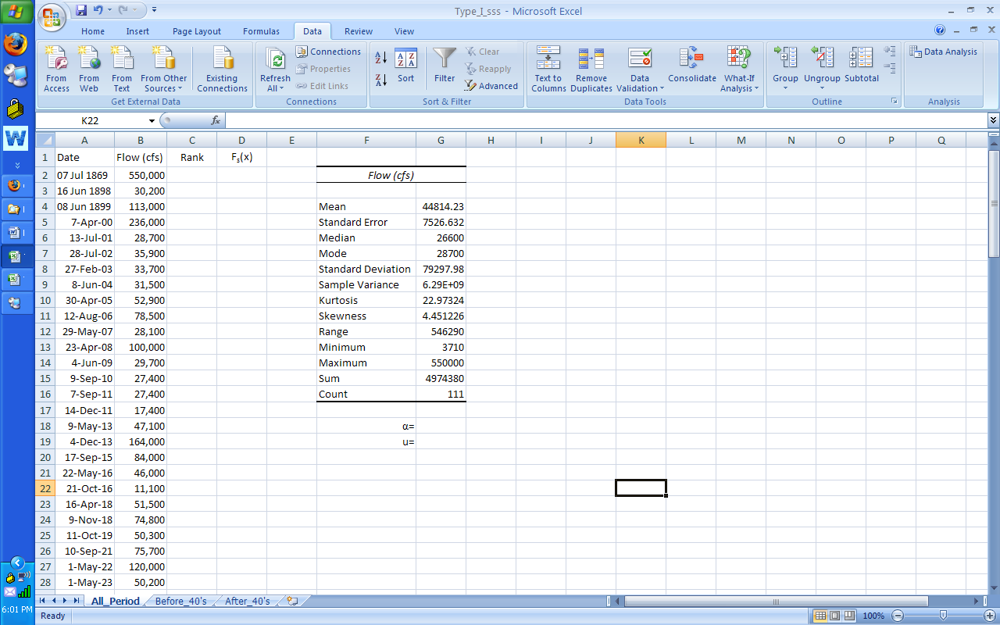 Type_I_sss - Microsoft Excel
Home Insert Page Layout Formulas Data Review View
From Access
From Web
From Text
From Other Sources
Existing Connections
Get External Data
Refresh All
Connections
Properties
Edit Links
Connections
Sort
Filter
Clear
Reapply
Advanced
Sort & Filter
Text to Columns
Remove Duplicates
Data Validation
Consolidate
What-If Analysis
Data Tools
Group
Ungroup
Subtotal
Outline
Data Analysis
Analysis
K22 fx
A B C D E F G H I J K L M N O P Q
1 Date Flow (cfs) Rank Fs(x)
2 07 Jul 1869 550,000 Flow (cfs)
3 16 Jun 1898 30,200
4 08 Jun 1899 113,000 Mean 44814.23
5 7-Apr-00 236,000 Standard Error 7526.632
6 13-Jul-01 28,700 Median 26600
7 28-Jul-02 35,900 Mode 28700
8 27-Feb-03 33,700 Standard Deviation 79297.98
9 8-Jun-04 31,500 Sample Variance 6.29E+09
10 30-Apr-05 52,900 Kurtosis 22.97324
11 12-Aug-06 78,500 Skewness 4.451226
12 29-May-07 28,100 Range 546290
13 23-Apr-08 100,000 Minimum 3710
14 4-Jun-09 29,700 Maximum 550000
15 9-Sep-10 27,400 Sum 4974380
16 7-Sep-11 27,400 Count 111
17 14-Dec-11 17,400
18 9-May-13 47,100 α=
19 4-Dec-13 164,000 u=
20 17-Sep-15 84,000
21 22-May-16 46,000
22 21-Oct-16 11,100
23 16-Apr-18 51,500
24 9-Nov-18 74,800
25 11-Oct-19 50,300
26 10-Sep-21 75,700
27 1-May-22 120,000
28 1-May-23 50,200
All_Period Before_40's After_40's
6:01 PM
Ready 100%